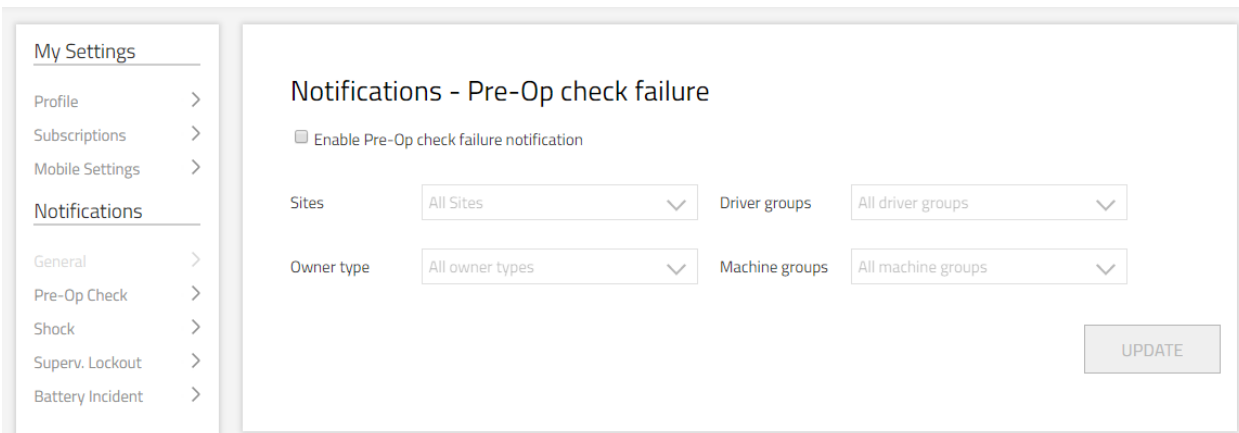 My Settings
Profile
Subscriptions
Mobile Settings
Notifications
General
Pre-Op Check
Shock
Superv. Lockout
Battery Incident
Notifications - Pre-Op check failure
Enable Pre-Op check failure notification
Sites All Sites Driver groups All driver groups
Owner type All owner types Machine groups All machine groups
UPDATE